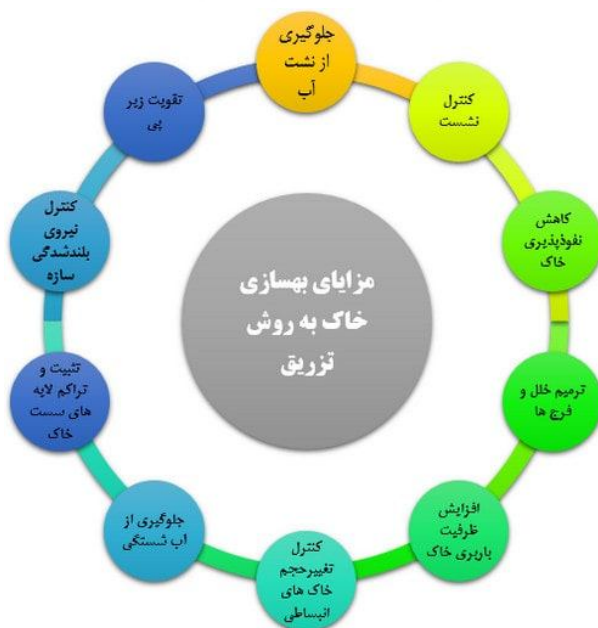 جلوگیری
از نشت
آب
کنترل
نشست
کاهش
نفوذپذیری
خاک
ترمیم خلل و
فرج ها
افزایش
ظرفیت
باربری خاک
کنترل
تغییرحجم
خاک های
انبساطی
جلوگیری از
آب شستگی
تثبیت و
تراکم لایه
های سست
خاک
کنترل
نیروی
بلندشدگی
سازه
تقویت زیر
پی
مزایای بهسازی
خاک به روش
تزریق